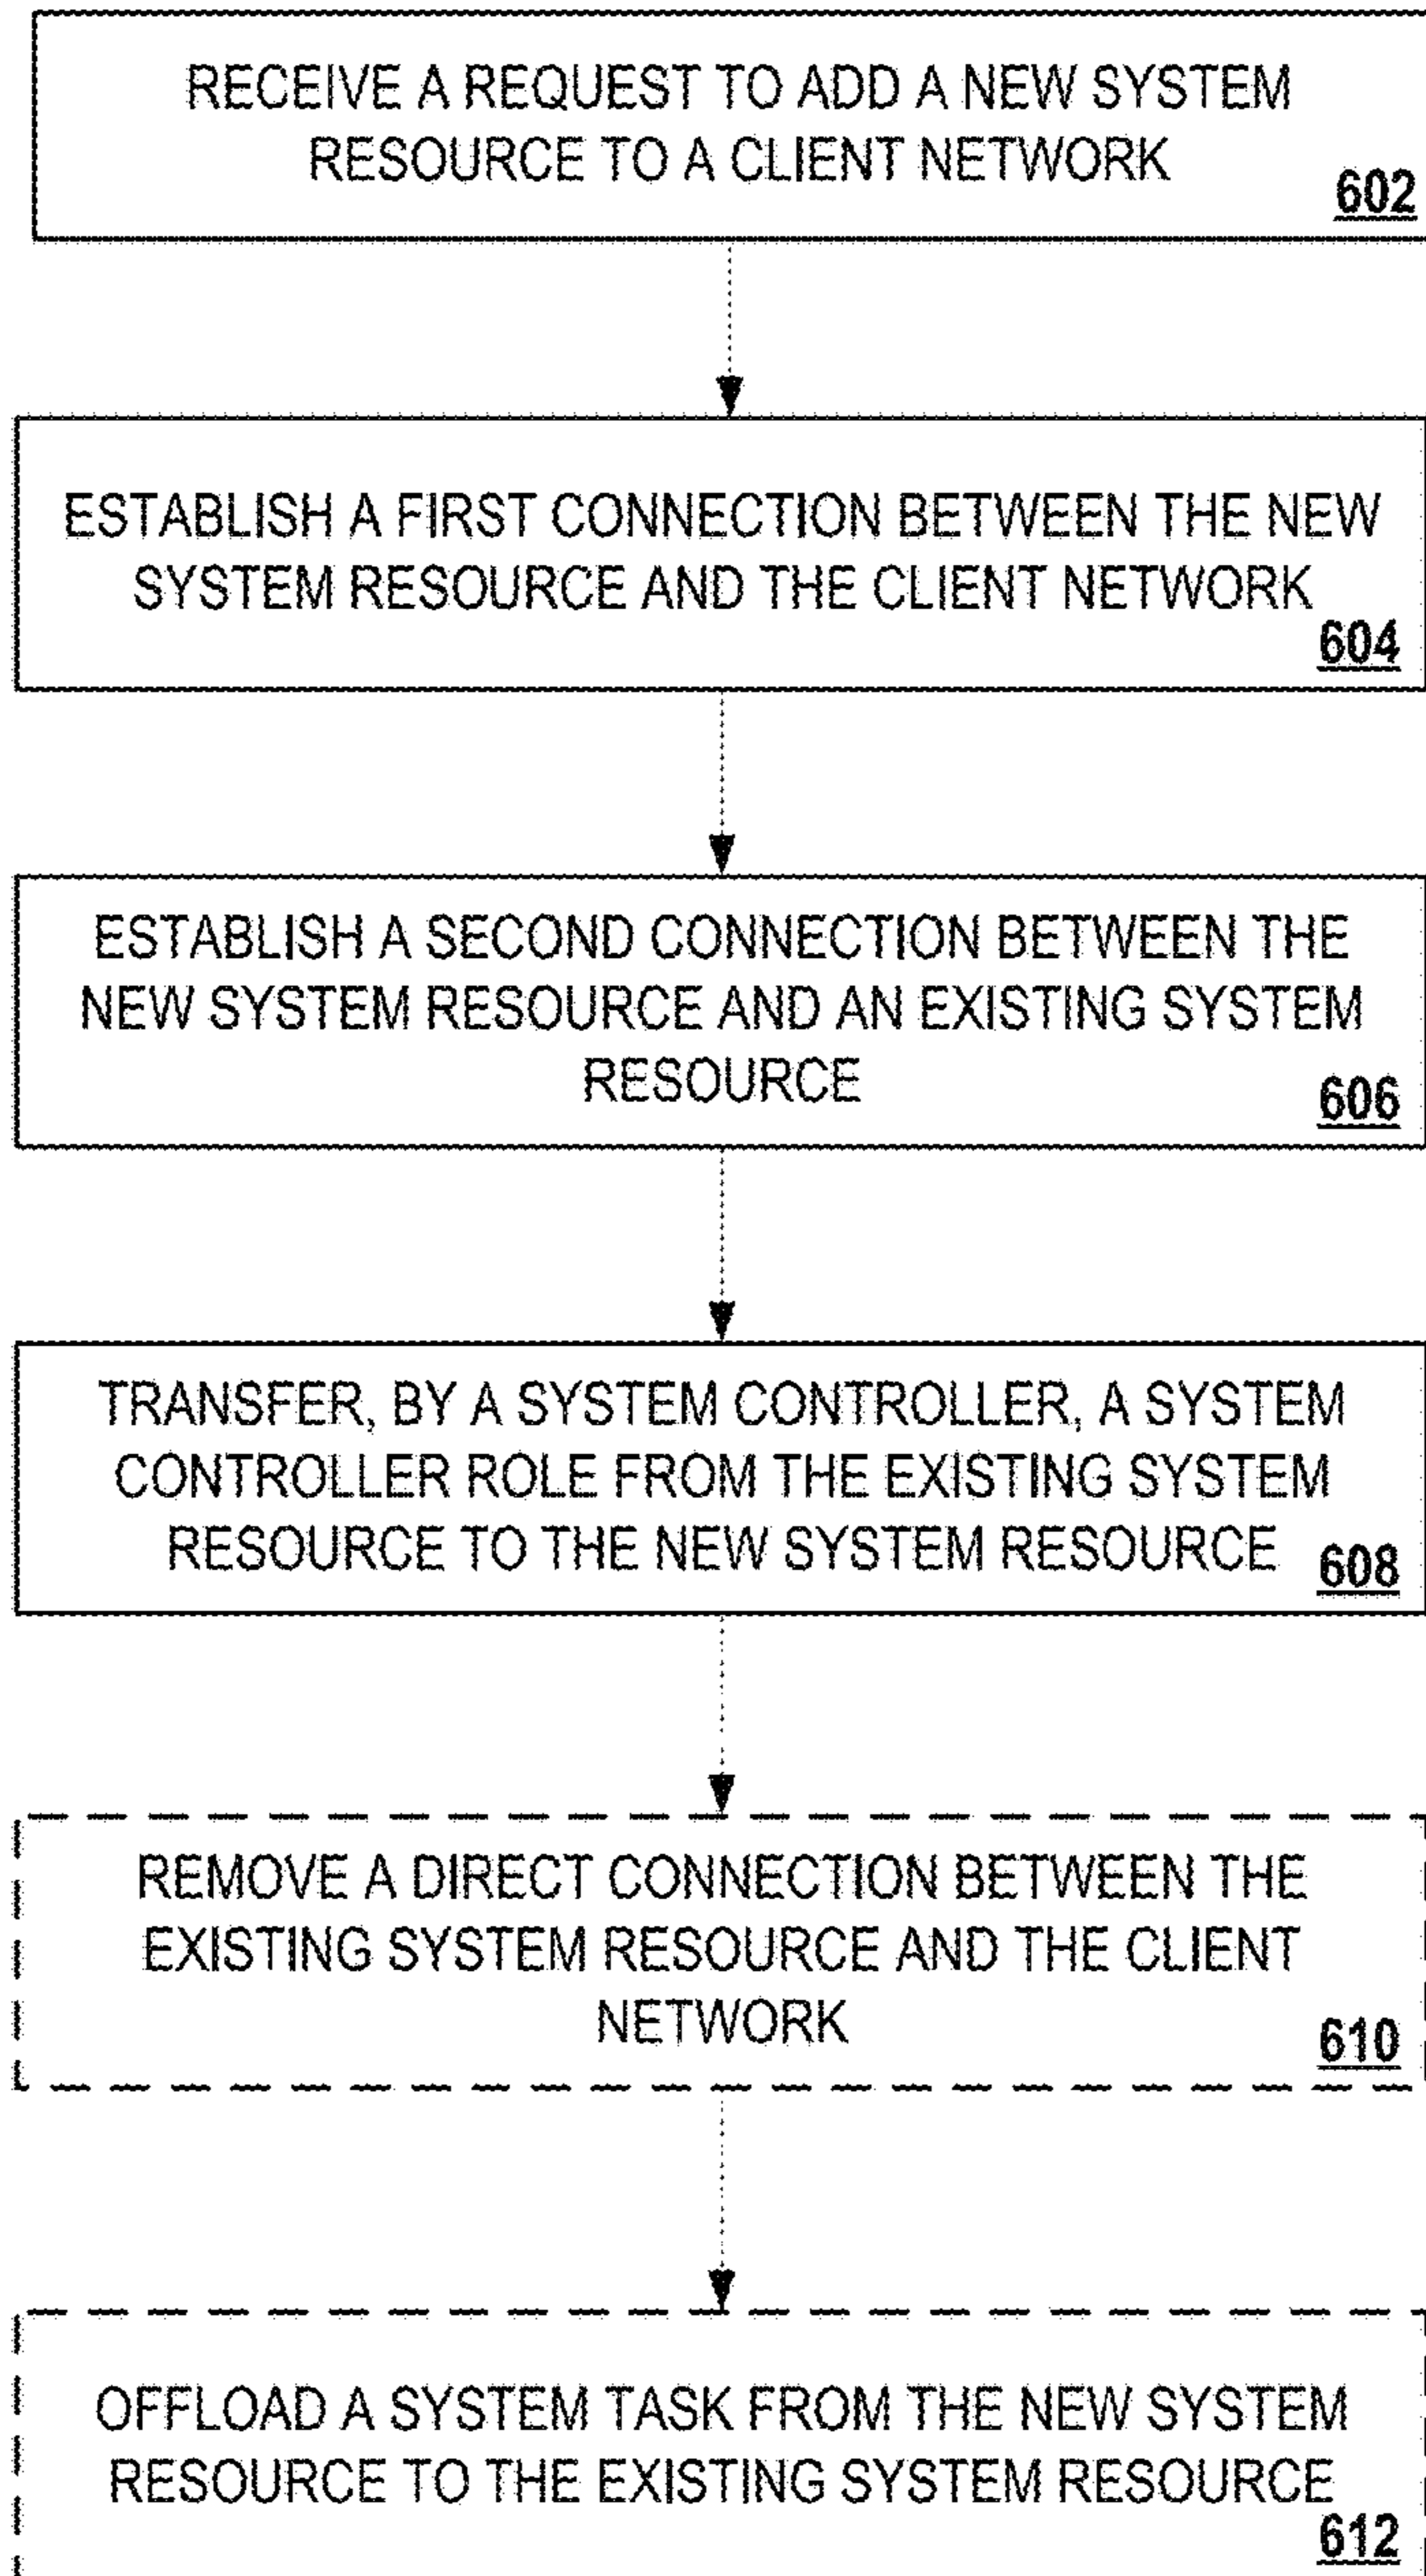 RECEIVE A REQUEST TO ADD A NEW SYSTEM
RESOURCE TO A CLIENT NETWORK
602
ESTABLISH A FIRST CONNECTION BETWEEN THE NEW
SYSTEM RESOURCE AND THE CLIENT NETWORK
604
ESTABLISH A SECOND CONNECTION BETWEEN THE
NEW SYSTEM RESOURCE AND AN EXISTING SYSTEM
RESOURCE
606
TRANSFER, BY A SYSTEM CONTROLLER, A SYSTEM
CONTROLLER ROLE FROM THE EXISTING SYSTEM
RESOURCE TO THE NEW SYSTEM RESOURCE
608
REMOVE A DIRECT CONNECTION BETWEEN THE
EXISTING SYSTEM RESOURCE AND THE CLIENT
NETWORK
610
OFFLOAD A SYSTEM TASK FROM THE NEW SYSTEM
RESOURCE TO THE EXISTING SYSTEM RESOURCE
612